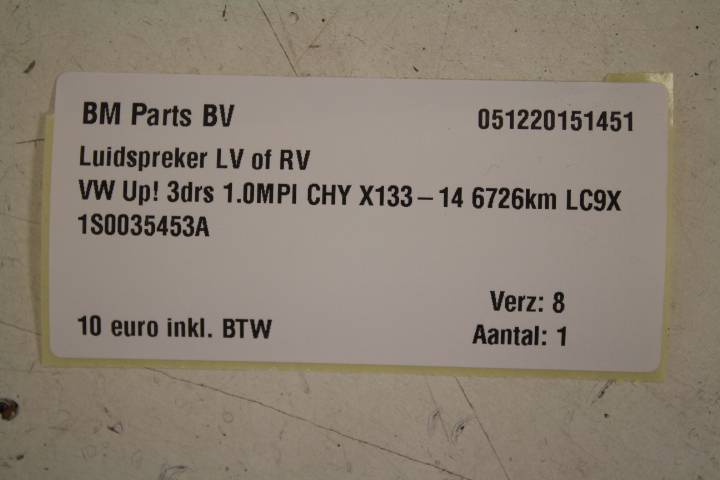 BM Parts BV 051220151451
Luidspreker LV of RV
VW Up! 3drs 1.0MPI CHY X133 – 14 6726km LC9X
1S0035453A
Verz: 8
10 euro inkl. BTW Aantal: 1